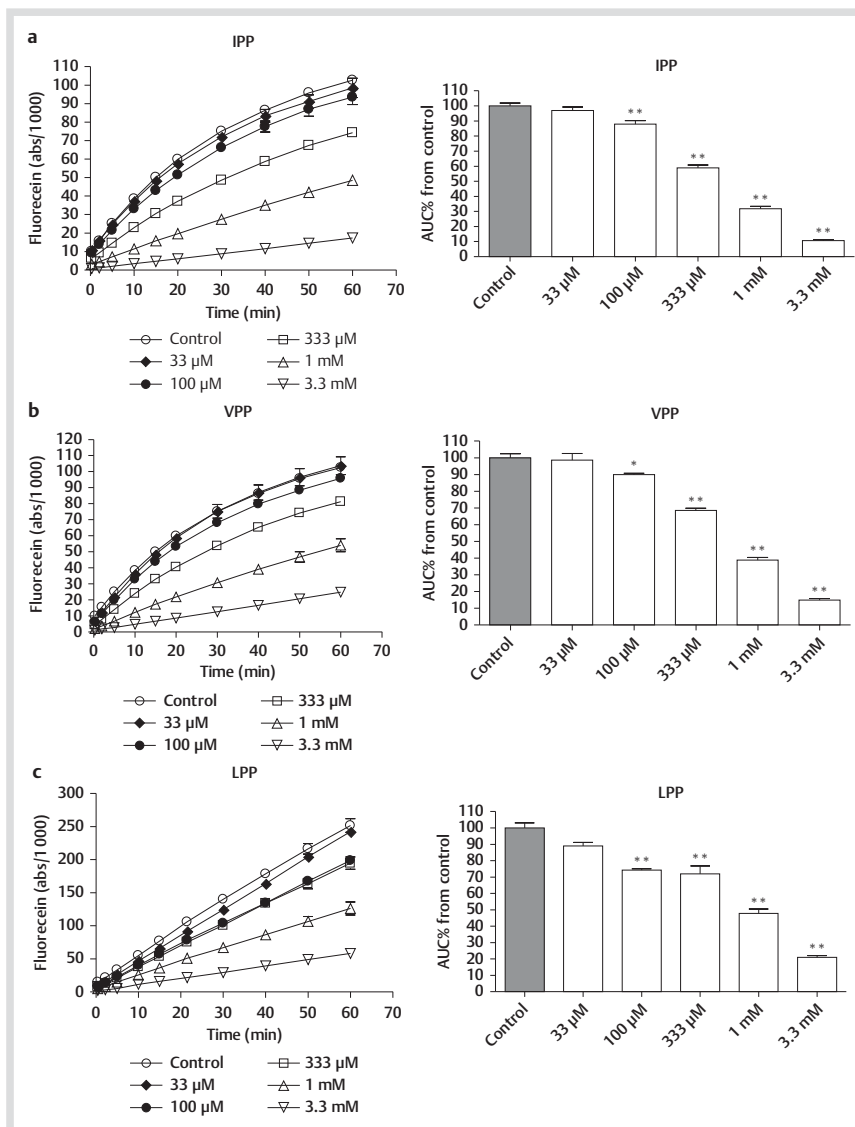 a
IPP
Fluorecein (abs/1000)
110
100
90
80
70
60
50
40
30
20
10
0
0 10 20 30 40 50 60 70
Time (min)
Control
33 µM
100 µM
333 µM
1 mM
3.3 mM
IPP
AUC% from control
110
100
90
80
70
60
50
40
30
20
10
0
** ** ** **
Control 33 µM 100 µM 333 µM 1 mM 3.3 mM
b
VPP
Fluorecein (abs/1000)
120
110
100
90
80
70
60
50
40
30
20
10
0
0 10 20 30 40 50 60 70
Time (min)
Control
33 µM
100 µM
333 µM
1 mM
3.3 mM
VPP
AUC% from control
110
100
90
80
70
60
50
40
30
20
10
0
* ** ** **
Control 33 µM 100 µM 333 µM 1 mM 3.3 mM
c
LPP
Fluorecein (abs/1000)
300
250
200
150
100
50
0
0 10 20 30 40 50 60 70
Time (min)
Control
33 µM
100 µM
333 µM
1 mM
3.3 mM
LPP
AUC% from control
110
100
90
80
70
60
50
40
30
20
10
0
** ** ** **
Control 33 µM 100 µM 333 µM 1 mM 3.3 mM